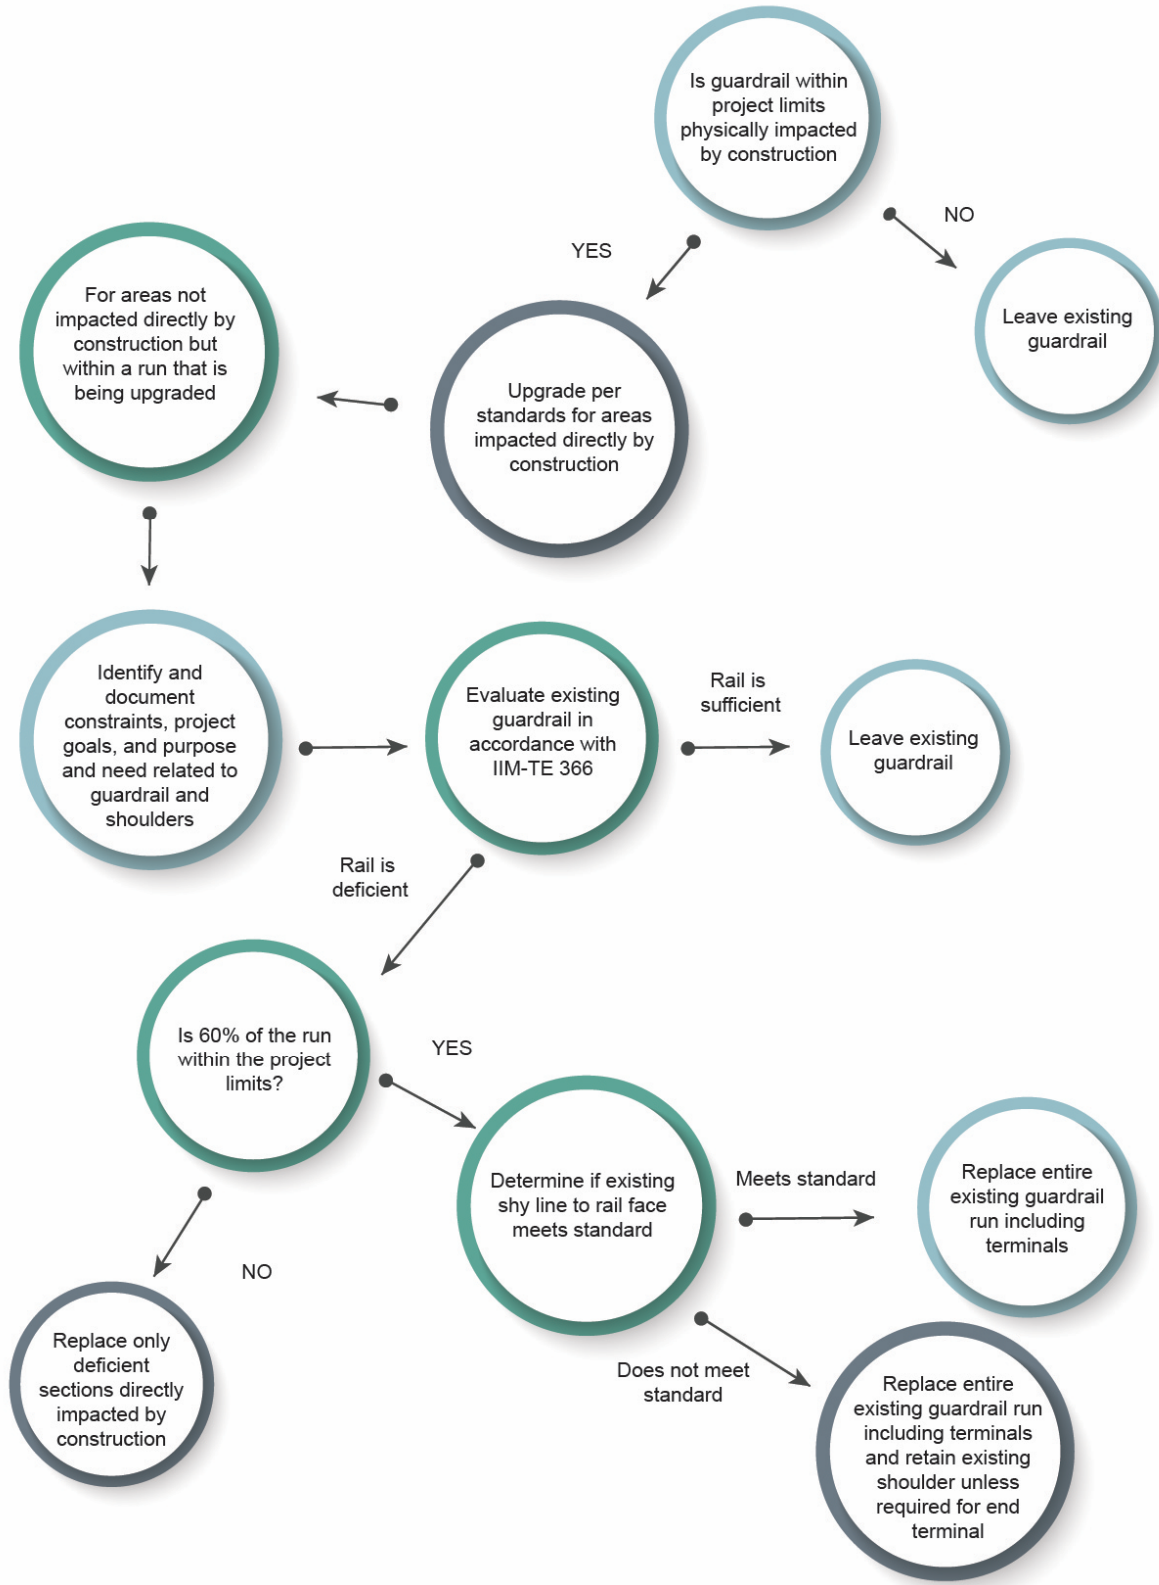 Is guardrail within
project limits
physically impacted
by construction
NO
YES
Leave existing
guardrail
For areas not
impacted directly by
construction but
within a run that is
being upgraded
Upgrade per
standards for areas
impacted directly by
construction
Identify and
document
constraints, project
goals, and purpose
and need related to
guardrail and
shoulders
Evaluate existing
guardrail in
accordance with
IIM-TE 366
Rail is
sufficient
Leave existing
guardrail
Rail is
deficient
Is 60% of the run
within the project
limits?
YES
Determine if existing
shy line to rail face
meets standard
Meets standard
Replace entire
existing guardrail
run including
terminals
NO
Replace only
deficient
sections directly
impacted by
construction
Does not meet
standard
Replace entire
existing guardrail run
including terminals
and retain existing
shoulder unless
required for end
terminal